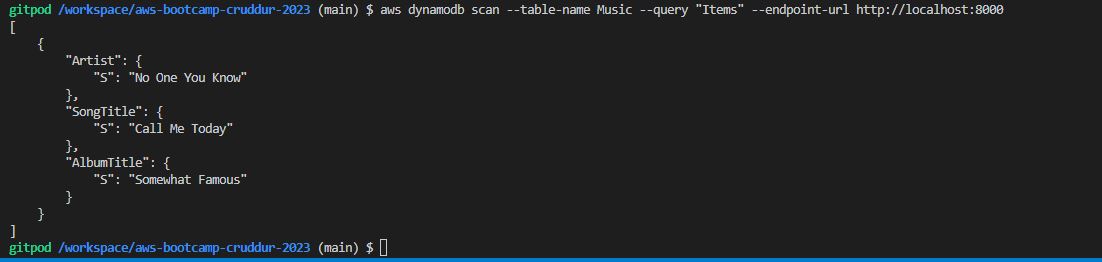 gitpod /workspace/aws-bootcamp-cruddur-2023 (main) $ aws dynamodb scan --table-name Music --query "Items" --endpoint-url http://localhost:8000
[
    {
        "Artist": {
            "S": "No One You Know"
        },
        "SongTitle": {
            "S": "Call Me Today"
        },
        "AlbumTitle": {
            "S": "Somewhat Famous"
        }
    }
]
gitpod /workspace/aws-bootcamp-cruddur-2023 (main) $